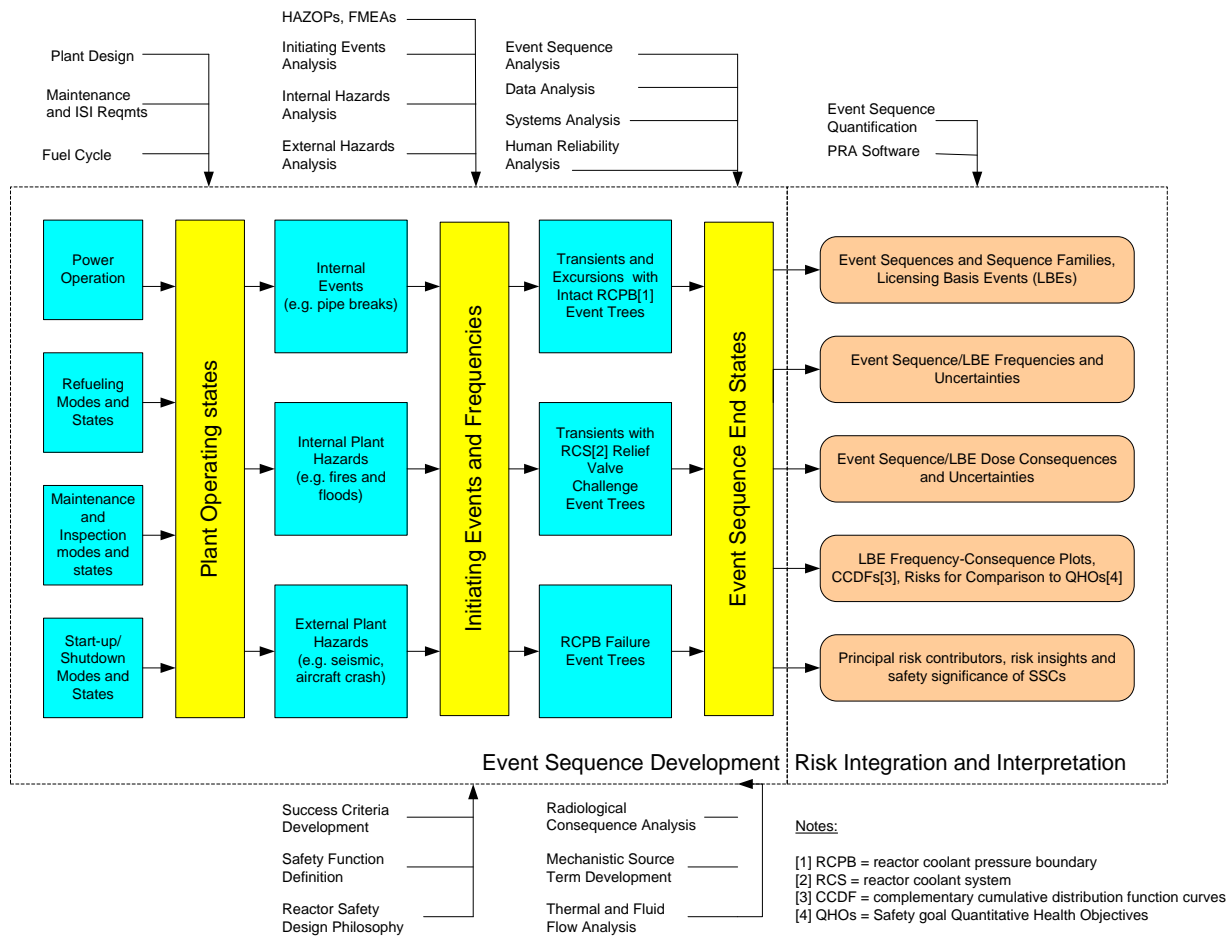 HAZOPs, FMEAs
Initiating Events
Analysis
Internal Hazards
Analysis
External Hazards
Analysis
Plant Design
Maintenance
and ISI Reqmts
Fuel Cycle
Event Sequence
Analysis
Data Analysis
Systems Analysis
Human Reliability
Analysis
Event Sequence
Quantification
PRA Software
Power
Operation
Refueling
Modes and
States
Maintenance
and
Inspection
modes and
states
Start-up/
Shutdown
Modes and
States
Plant Operating states
Internal
Events
(e.g. pipe breaks)
Internal Plant
Hazards
(e.g. fires and
floods)
External Plant
Hazards
(e.g. seismic,
aircraft crash)
Initiating Events and Frequencies
Transients and
Excursions with
Intact RCPB[1]
Event Trees
Transients with
RCS[2] Relief
Valve
Challenge
Event Trees
RCPB Failure
Event Trees
Event Sequence End States
Event Sequences and Sequence Families,
Licensing Basis Events (LBEs)
Event Sequence/LBE Frequencies and
Uncertainties
Event Sequence/LBE Dose Consequences
and Uncertainties
LBE Frequency-Consequence Plots,
CCDFs[3], Risks for Comparison to QHOs[4]
Principal risk contributors, risk insights and
safety significance of SSCs
Event Sequence Development
Risk Integration and Interpretation
Success Criteria
Development
Safety Function
Definition
Reactor Safety
Design Philosophy
Radiological
Consequence Analysis
Mechanistic Source
Term Development
Thermal and Fluid
Flow Analysis
Notes:
[1] RCPB = reactor coolant pressure boundary
[2] RCS = reactor coolant system
[3] CCDF = complementary cumulative distribution function curves
[4] QHOs = Safety goal Quantitative Health Objectives